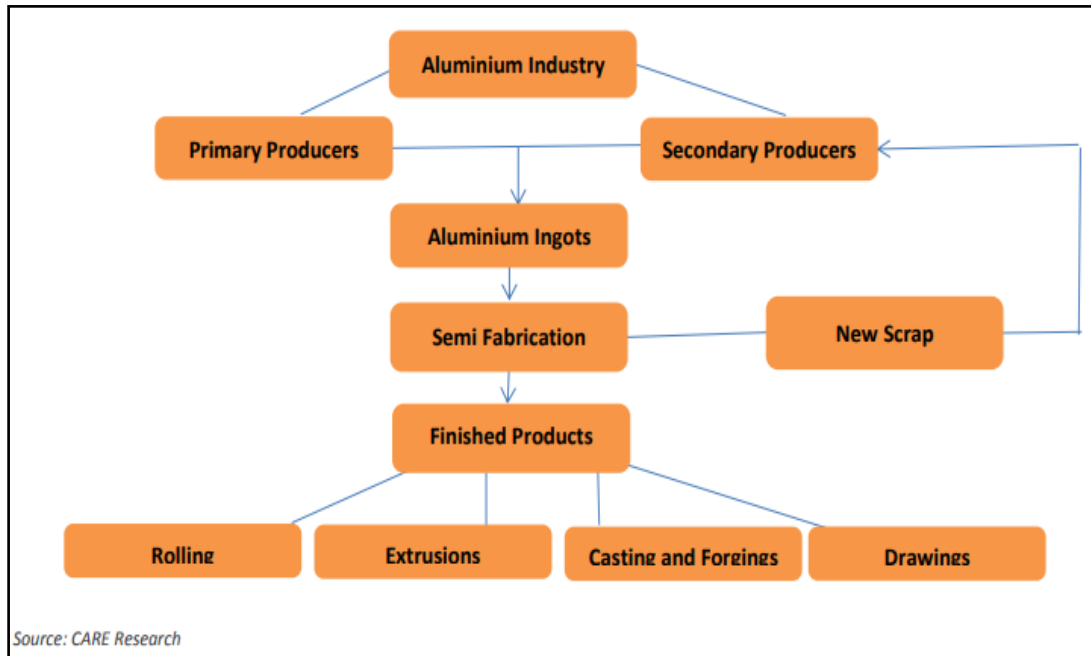 Aluminium Industry
Primary Producers
Secondary Producers
Aluminium Ingots
Semi Fabrication
New Scrap
Finished Products
Rolling
Extrusions
Casting and Forgings
Drawings
Source: CARE Research